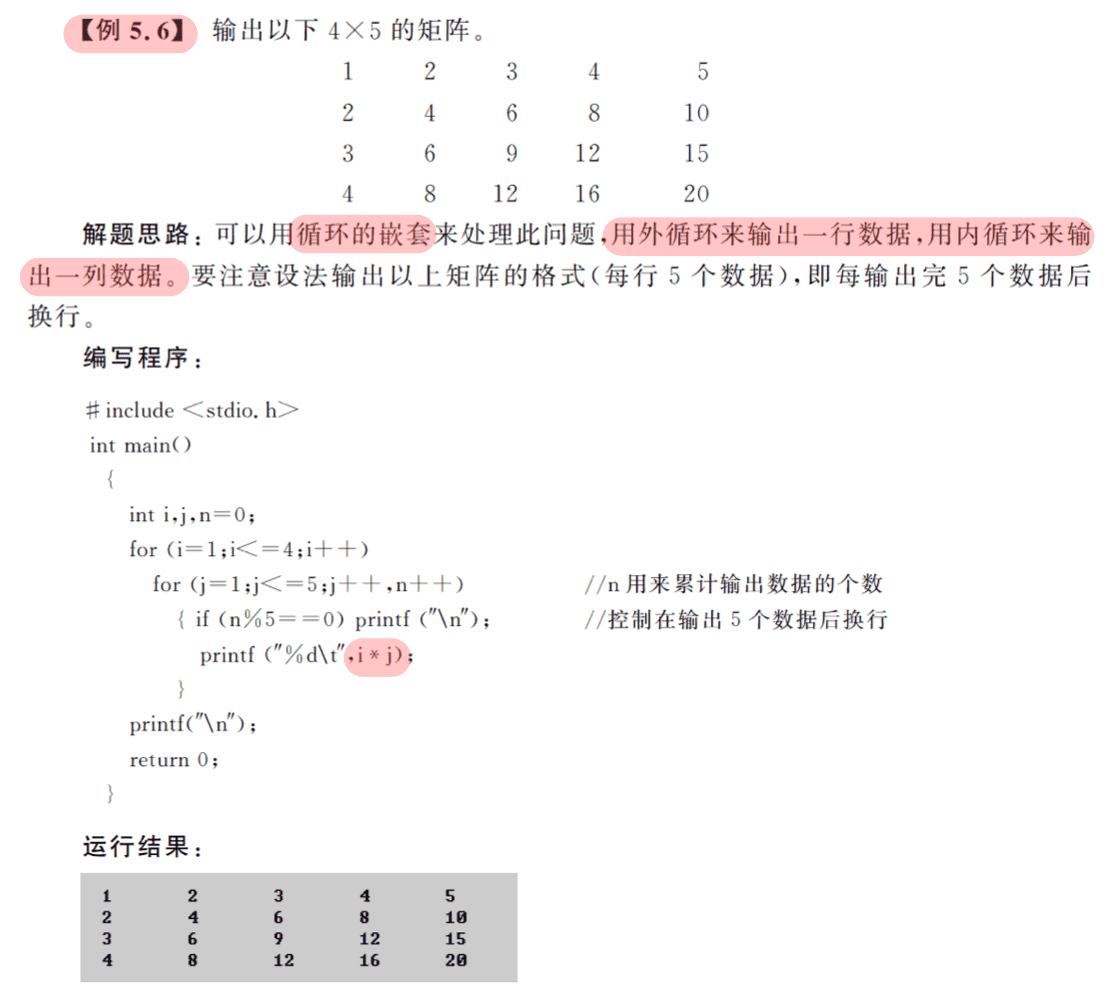 【例 5.6】 输出以下 4×5 的矩阵。
1 2 3 4 5
2 4 6 8 10
3 6 9 12 15
4 8 12 16 20
解题思路：可以用循环的嵌套来处理此问题，用外循环来输出一行数据，用内循环来输
出一列数据。要注意设法输出以上矩阵的格式(每行 5 个数据)，即每输出完 5 个数据后
换行。
编写程序：
#include <stdio.h>
int main()
{
int i,j,n=0;
for (i=1;i<=4;i++)
for (j=1;j<=5;j++,n++) //n 用来累计输出数据的个数
{ if (n%5==0) printf ("\n"); //控制在输出 5 个数据后换行
printf ("%d\t",i*j);
}
printf("\n");
return 0;
}
运行结果：
1 2 3 4 5
2 4 6 8 10
3 6 9 12 15
4 8 12 16 20